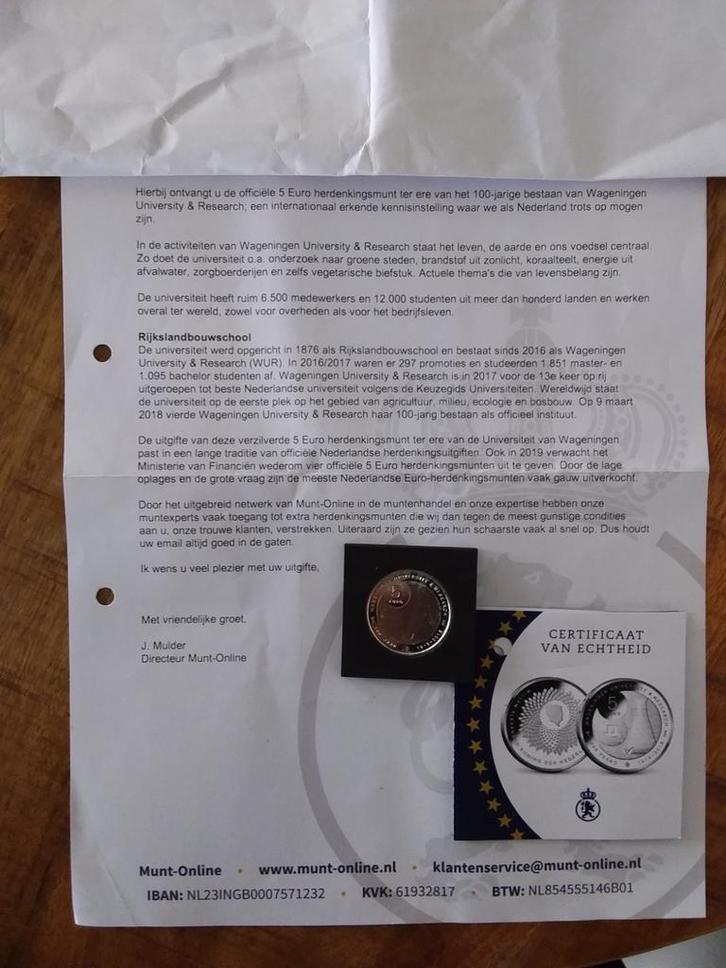 Hierbij ontvangt u de officiële 5 Euro herdenkingsmunt ter ere van het 100-jarige bestaan van Wageningen
University & Research; een internationaal erkende kennisinstelling waar we als Nederland trots op mogen
zijn.
In de activiteiten van Wageningen University & Research staat het leven, de aarde en ons voedsel centraal.
Zo doet de universiteit o.a. onderzoek naar groene steden, brandstof uit zonlicht, koraalteelt, energie uit
afvalwater, zorgboerderijen en zelfs vegetarische biefstuk. Actuele thema's die van levensbelang zijn.
De universiteit heeft ruim 6.500 medewerkers en 12.000 studenten uit meer dan honderd landen en werken
overal ter wereld, zowel voor overheden als voor het bedrijfsleven.
Rijkslandbouwschool
De universiteit werd opgericht in 1876 als Rijkslandbouwschool en bestaat sinds 2016 als Wageningen
University & Research (WUR). In 2016/2017 waren er 297 promoties en studeerden 1.851 master- en
1.095 bachelor studenten af. Wageningen University & Research is in 2017 voor de 13e keer op rij
uitgeroepen tot beste Nederlandse universiteit volgens de Keuzegids Universiteiten. Wereldwijd staat
de universiteit op de eerste plek op het gebied van agricultuur, milieu, ecologie en bosbouw. Op 9 maart
2018 vierde Wageningen University & Research haar 100-jarig bestaan als officieel instituut.
De uitgifte van deze verzilverde 5 Euro herdenkingsmunt ter ere van de Universiteit van Wageningen
past in een lange traditie van officiële Nederlandse herdenkingsuitgiften. Ook in 2019 verwacht het
Ministerie van Financiën wederom vier officiële 5 Euro herdenkingsmunten uit te geven. Door de lage
oplages en de grote vraag zijn de meeste Nederlandse Euro-herdenkingsmunten vaak gauw uitverkocht.
Door het uitgebreid netwerk van Munt-Online in de muntenhandel en onze expertise hebben onze
muntexperts vaak toegang tot extra herdenkingsmunten die wij dan tegen de meest gunstige condities
aan u, onze trouwe klanten, verstrekken. Uiteraard zijn ze gezien hun schaarste vaak al snel op. Dus houdt
uw email altijd goed in de gaten.
Ik wens u veel plezier met uw uitgifte,
Met vriendelijke groet,
J. Mulder
Directeur Munt-Online
5
EURO
CERTIFICAAT
VAN ECHTHEID
5
Munt-Online • www.munt-online.nl • klantenservice@munt-online.nl
IBAN: NL23INGB0007571232 • KVK: 61932817 • BTW: NL854555146B01